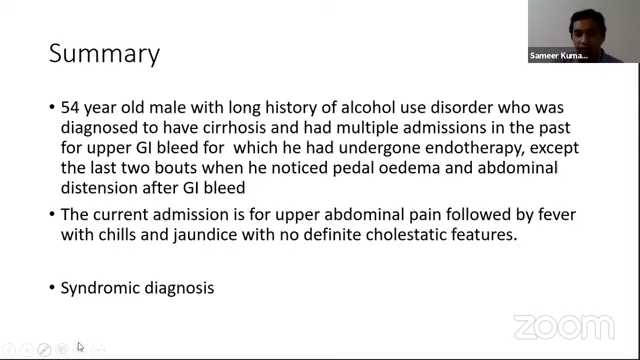 Summary
Sameer Kuma...
• 54 year old male with long history of alcohol use disorder who was
diagnosed to have cirrhosis and had multiple admissions in the past
for upper GI bleed for which he had undergone endotherapy, except
the last two bouts when he noticed pedal oedema and abdominal
distension after GI bleed
• The current admission is for upper abdominal pain followed by fever
with chills and jaundice with no definite cholestatic features.
• Syndromic diagnosis
zoom